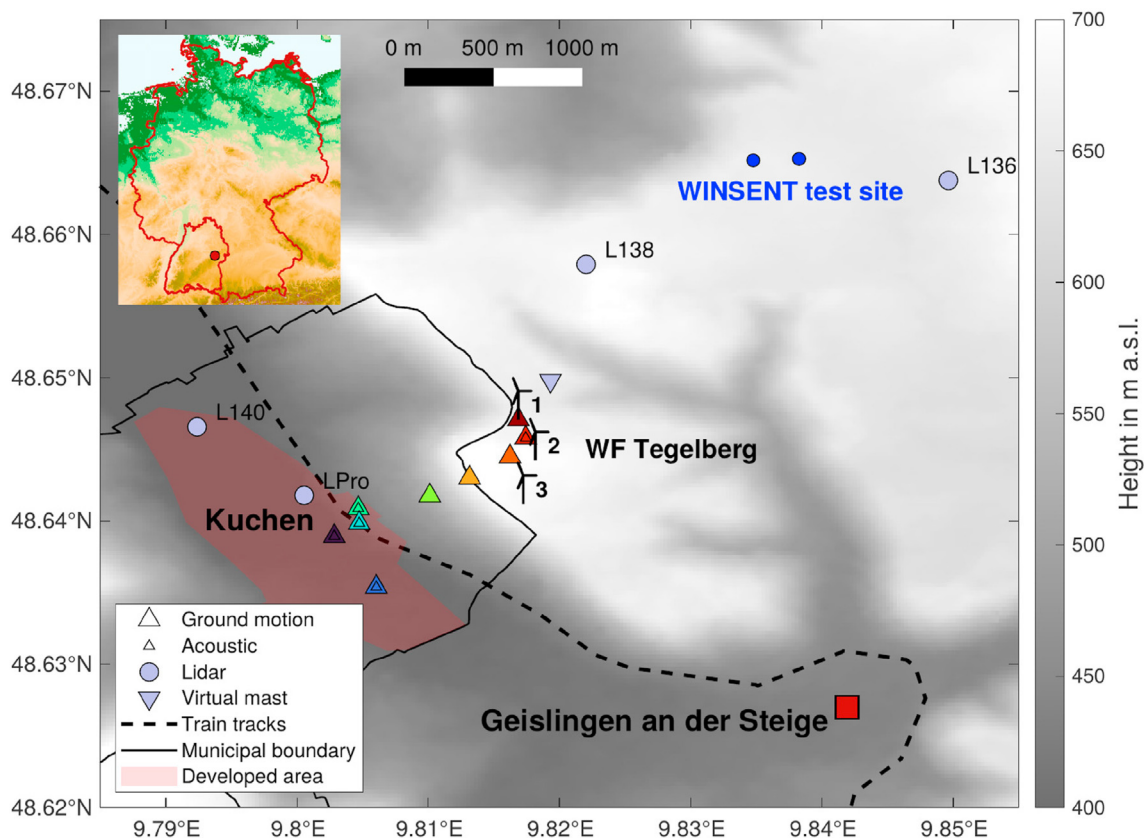 0 m 500 m 1000 m
700
48.67°N
WINSENT test site
L136
650
48.66°N
L138
600
48.65°N
1
L140
2
WF Tegelberg
550
LPro
3
48.64°N
Kuchen
500
Ground motion
Acoustic
48.63°N
Lidar
Virtual mast
Train tracks
Geislingen an der Steige
450
Municipal boundary
Developed area
48.62°N
400
9.79°E 9.80°E 9.81°E 9.82°E 9.83°E 9.84°E 9.85°E
Height in m a.s.l.